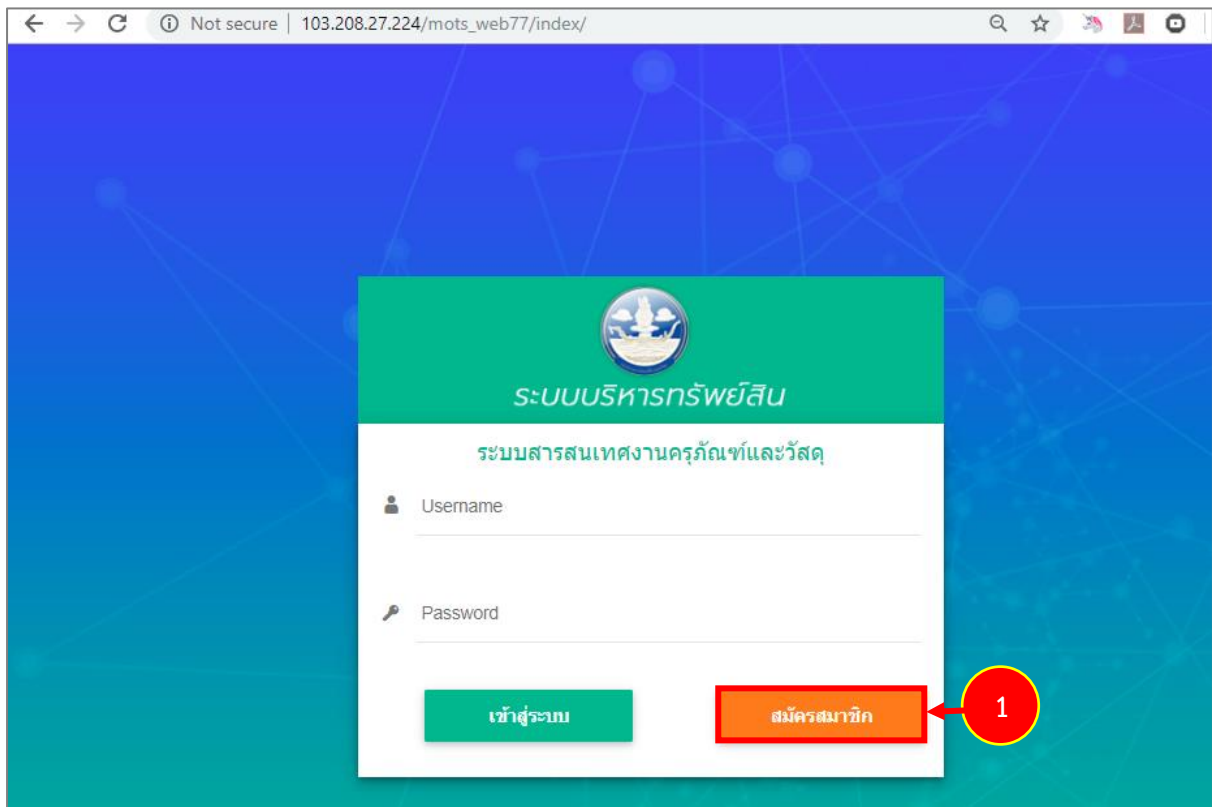 Not secure | 103.208.27.224/mots_web77/index/
ระบบบริหารทรัพย์สิน
ระบบสารสนเทศงานครุภัณฑ์และวัสดุ
Username
Password
เข้าสู่ระบบ สมัครสมาชิก 1